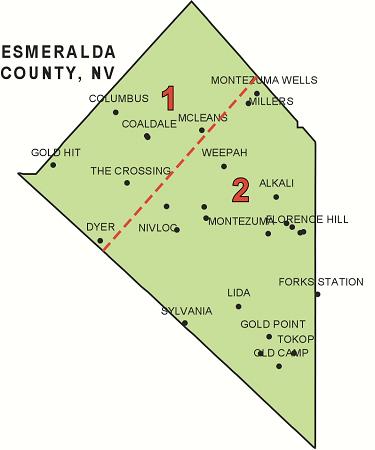 ESMERALDA
COUNTY, NV
MONTEZUMA WELLS
1
COLUMBUS
MILLERS
MCLEANS
COALDALE
GOLD HIT
WEEPAH
THE CROSSING
2
ALKALI
MONTEZUMA
FLORENCE HILL
DYER
NIVLOC
FORKS STATION
LIDA
SYLVANIA
GOLD POINT
TOKOP
OLD CAMP